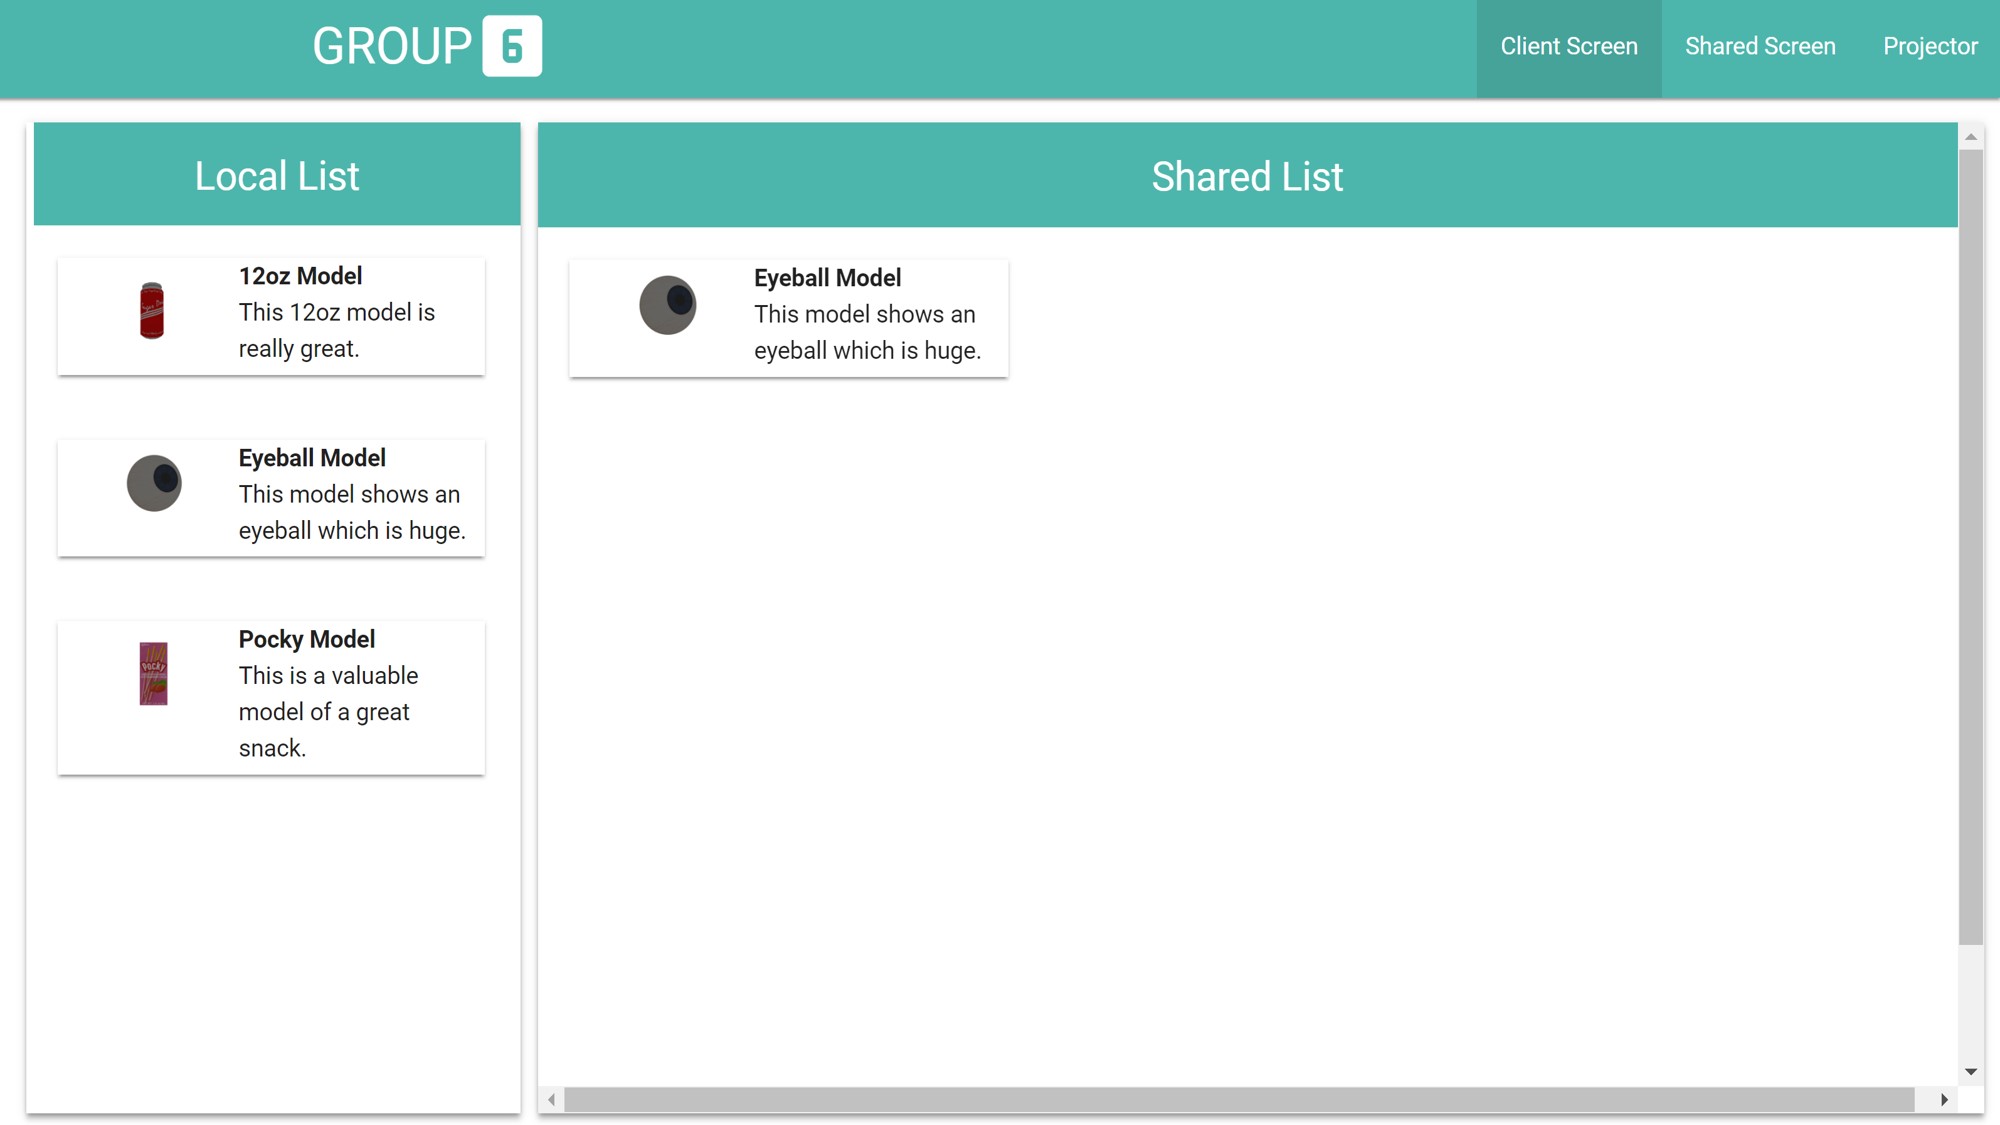 GROUP 6
Client Screen
Shared Screen
Projector
Local List
12oz Model
This 12oz model is
really great.
Eyeball Model
This model shows an
eyeball which is huge.
Pocky
Pocky Model
This is a valuable
model of a great
snack.
Shared List
Eyeball Model
This model shows an
eyeball which is huge.